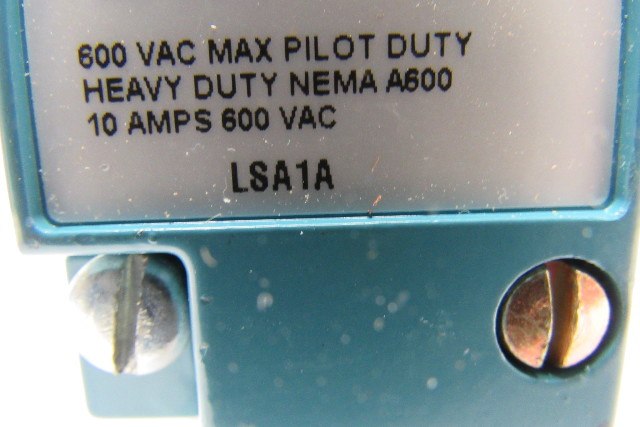 600 VAC MAX PILOT DUTY
HEAVY DUTY NEMA A600
10 AMPS 600 VAC
LSA1A